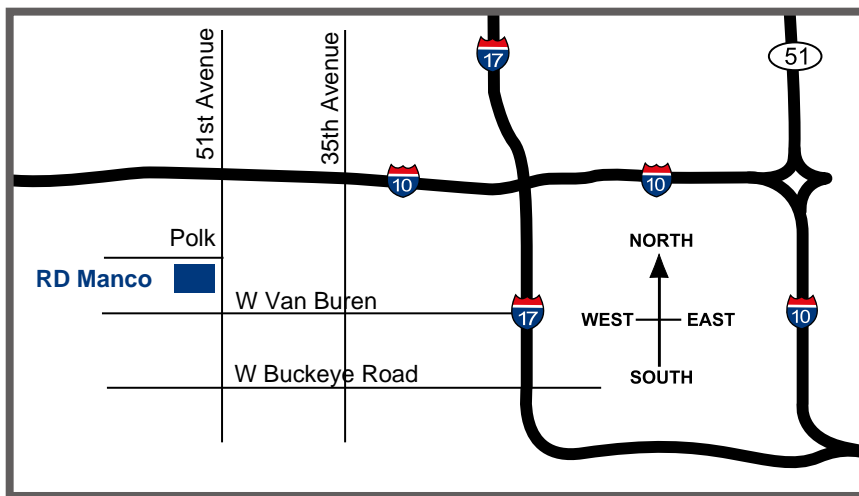 51st Avenue
35th Avenue
17
51
10
10
Polk
NORTH
RD Manco
W Van Buren
17
WEST
EAST
10
W Buckeye Road
SOUTH